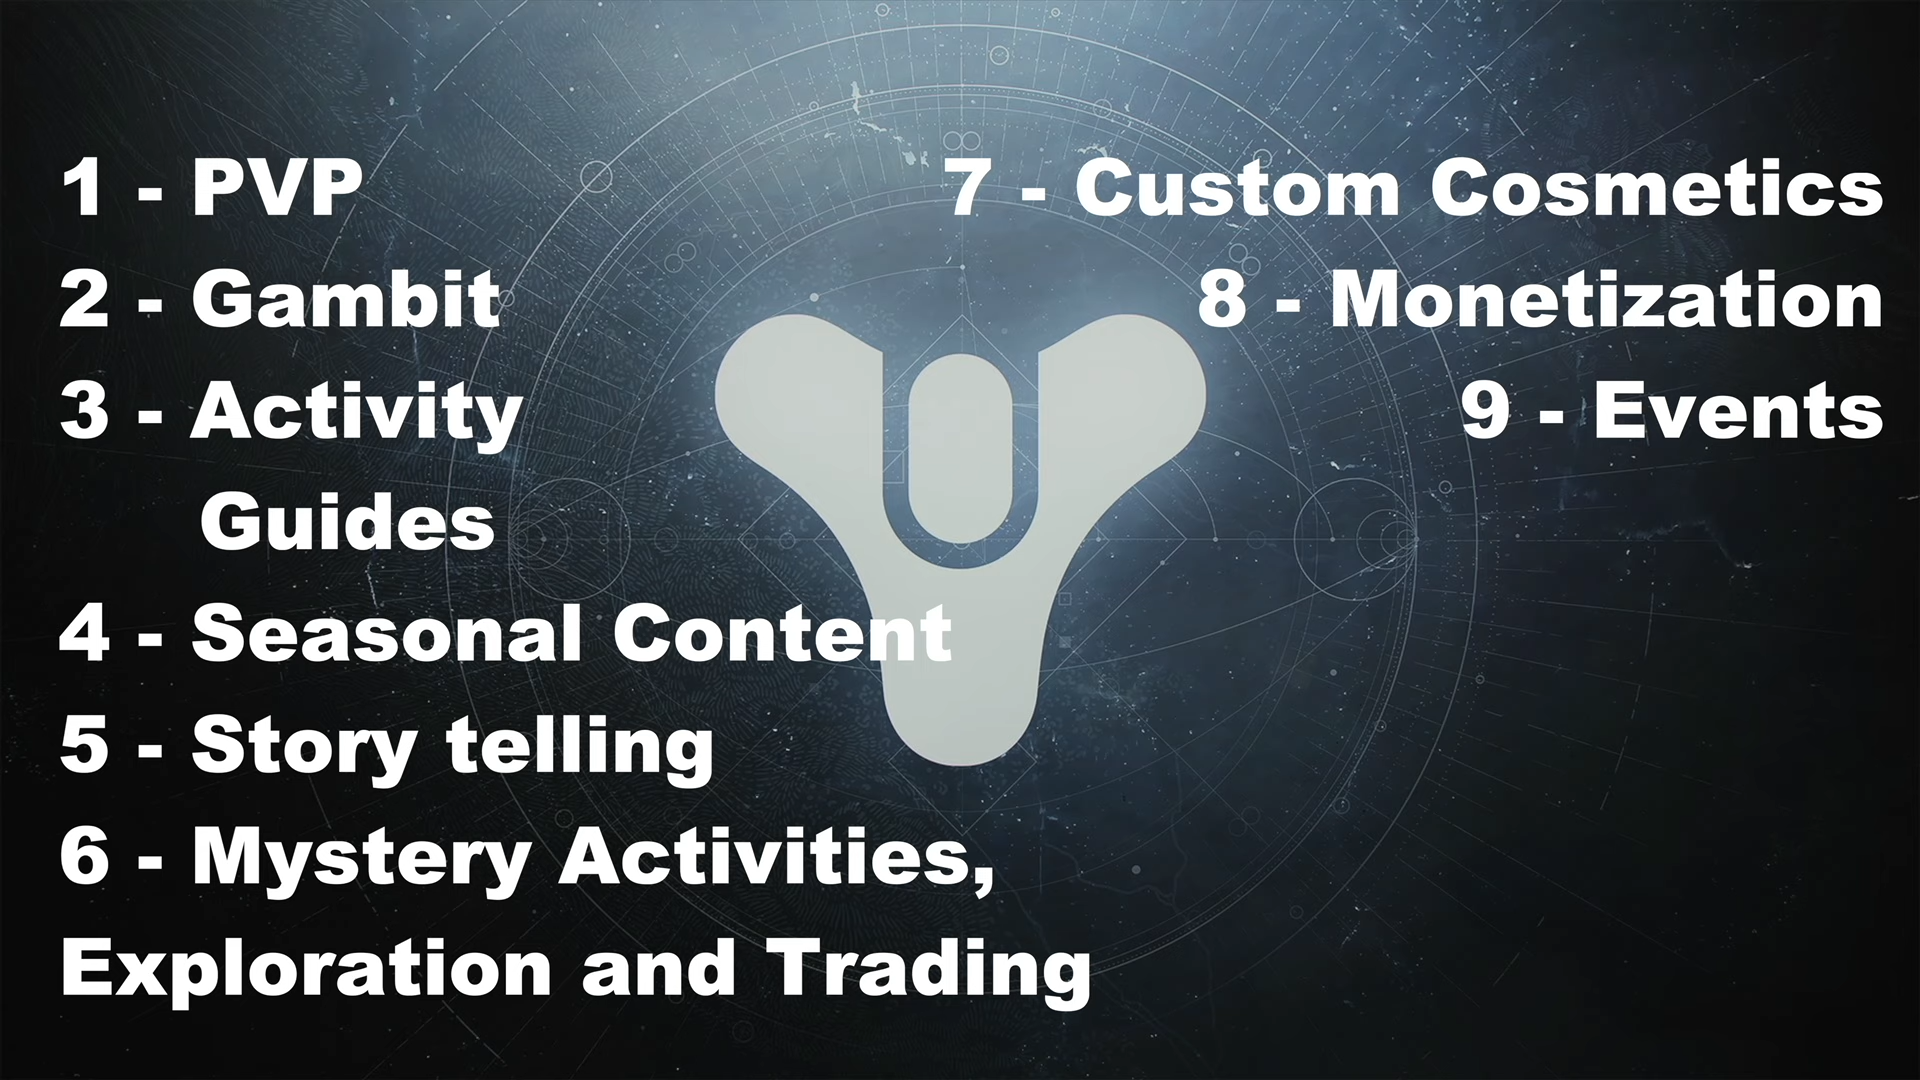 1 - PVP
2 - Gambit
3 - Activity
Guides
4 - Seasonal Content
5 - Story telling
6 - Mystery Activities,
Exploration and Trading
7 - Custom Cosmetics
8 - Monetization
9 - Events